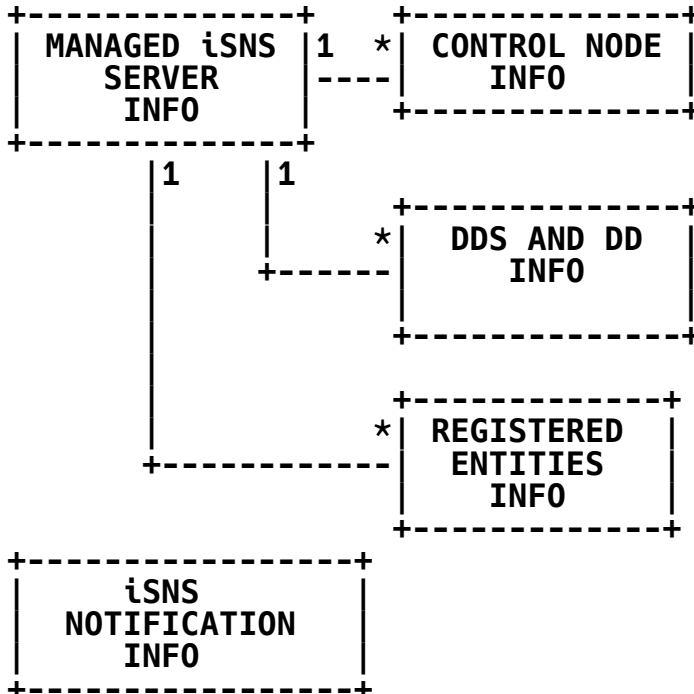 MANAGED iSNS 1 * CONTROL NODE
SERVER INFO
INFO
1 1
* DDS AND DD
INFO
* REGISTERED
ENTITIES
INFO
iSNS
NOTIFICATION
INFO